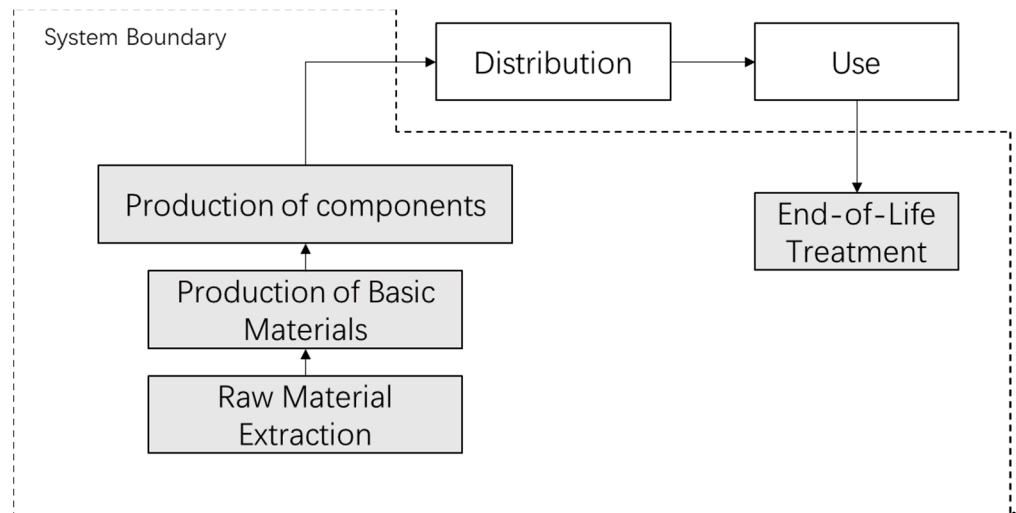 System Boundary
Distribution
Use
Production of components
End-of-Life
Treatment
Production of Basic
Materials
Raw Material
Extraction